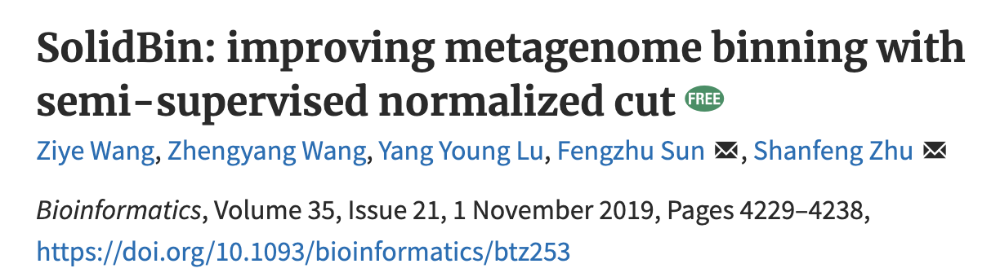 SolidBin: improving metagenome binning with
semi-supervised normalized cut FREE
Ziye Wang, Zhengyang Wang, Yang Young Lu, Fengzhu Sun, Shanfeng Zhu
Bioinformatics, Volume 35, Issue 21, 1 November 2019, Pages 4229–4238,
https://doi.org/10.1093/bioinformatics/btz253